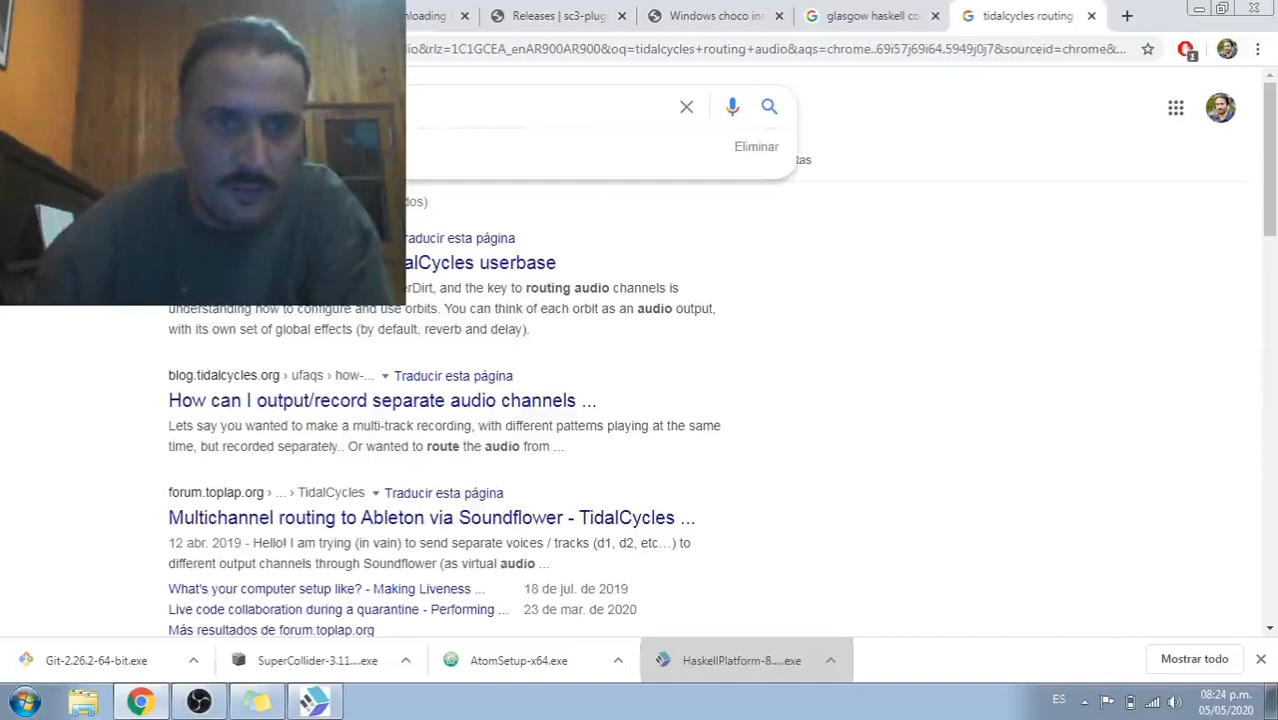 nloading
Releases | sc3-plug
Windows choco ins
glasgow haskell co
tidalcycles routing
dio&rlz=1C1GCEA_enAR900AR900&oq=tidalcycles+routing+audio&aqs=chrome..69i57j69i64.5949j0j7&sourceid=chrome&...
1
Eliminar
tas
dos)
raducir esta página
alCycles userbase
erDirt, and the key to routing audio channels is
understanding how to configure and use orbits. You can think of each orbit as an audio output,
with its own set of global effects (by default, reverb and delay).
blog.tidalcycles.org › ufaqs › how-... Traducir esta página
How can I output/record separate audio channels ...
Lets say you wanted to make a multi-track recording, with different patterns playing at the same
time, but recorded separately.. Or wanted to route the audio from ...
forum.toplap.org › ... › TidalCycles Traducir esta página
Multichannel routing to Ableton via Soundflower - TidalCycles ...
12 abr. 2019 - Hello! I am trying (in vain) to send separate voices / tracks (d1, d2, etc...) to
different output channels through Soundflower (as virtual audio ...
What's your computer setup like? - Making Liveness ... 18 de jul. de 2019
Live code collaboration during a quarantine - Performing ... 23 de mar. de 2020
Más resultados de forum.toplap.org
Git-2.26.2-64-bit.exe
SuperCollider-3.11....exe
AtomSetup-x64.exe
HaskellPlatform-8.....exe
Mostrar todo
ES
08:24 p.m.
05/05/2020